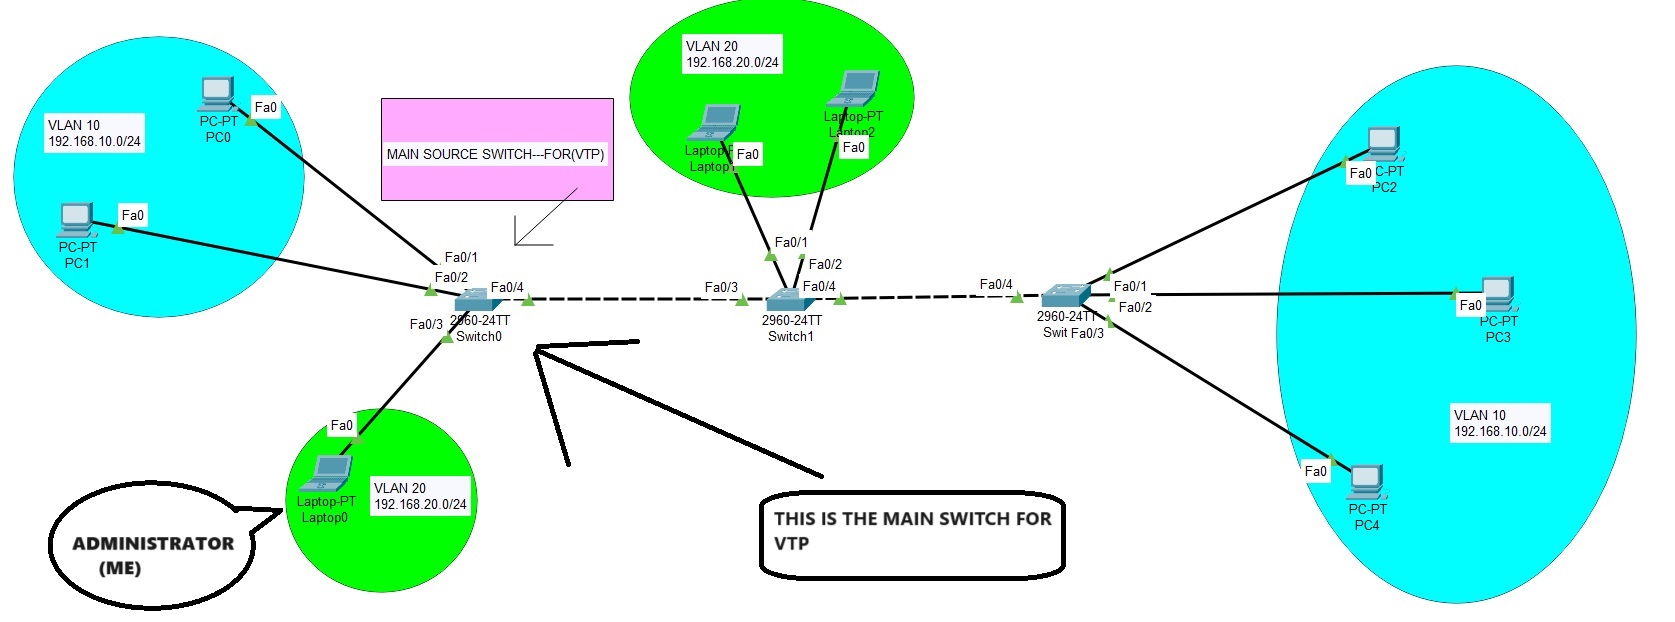 VLAN 10
192.168.10.0/24
PC-PT
PC0
Fa0
PC-PT
PC1
Fa0
MAIN SOURCE SWITCH---FOR(VTP)
VLAN 20
192.168.20.0/24
Laptop
Laptop
Fa0
Laptop-PT
Laptop2
Fa0
Fa0/1
Fa0/2
Fa0/4
Fa0/3
2960-24TT
Switch0
Fa0/3
Fa0/1
Fa0/2
Fa0/4
2960-24TT
Switch1
Fa0/4
Fa0/1
Fa0/2
2960-24TT
Swit Fa0/3
Fa0
C-PT
PC2
Fa0
PC-PT
PC3
VLAN 10
192.168.10.0/24
Fa0
PC-PT
PC4
Fa0
Laptop-PT
Laptop0
VLAN 20
192.168.20.0/24
ADMINISTRATOR
(ME)
THIS IS THE MAIN SWITCH FOR
VTP